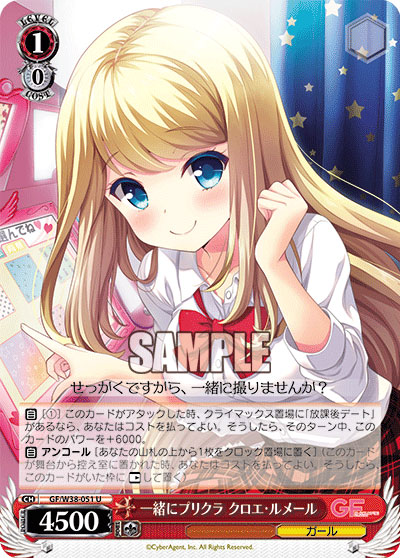 LEVEL
1
0
COST
選んでね
SAMPLE
せっかくですから、一緒に撮りませんか?
自 [①] このカードがアタックした時、クライマックス置場に「放課後デート」
があるなら、あなたはコストを払ってよい。そうしたら、そのターン中、この
カードのパワーを+6000。
自 アンコール [あなたの山札の上から1枚をクロック置場に置く] (このカード
が舞台から控え室に置かれた時、あなたはコストを払ってよい。そうしたら、
このカードがいた枠に レスト して置く)
CH GF/W38-051 U
POWER
4500
一緒にプリクラ クロエ・ルメール
GF
ガール
©CyberAgent, Inc. All Rights Reserved.